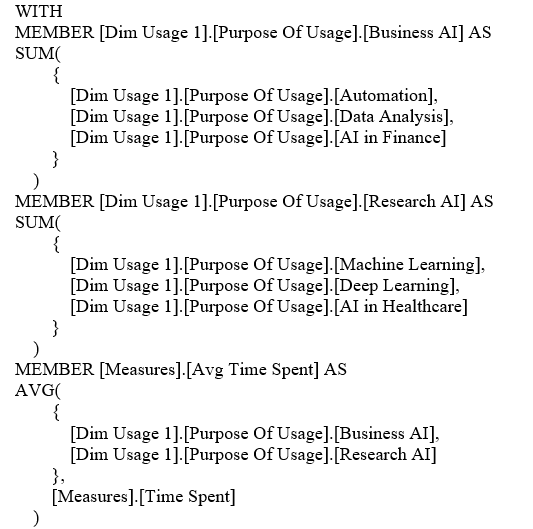 WITH
MEMBER [Dim Usage 1].[Purpose Of Usage].[Business AI] AS
SUM(
{
[Dim Usage 1].[Purpose Of Usage].[Automation],
[Dim Usage 1].[Purpose Of Usage].[Data Analysis],
[Dim Usage 1].[Purpose Of Usage].[AI in Finance]
}
)
MEMBER [Dim Usage 1].[Purpose Of Usage].[Research AI] AS
SUM(
{
[Dim Usage 1].[Purpose Of Usage].[Machine Learning],
[Dim Usage 1].[Purpose Of Usage].[Deep Learning],
[Dim Usage 1].[Purpose Of Usage].[AI in Healthcare]
}
)
MEMBER [Measures].[Avg Time Spent] AS
AVG(
{
[Dim Usage 1].[Purpose Of Usage].[Business AI],
[Dim Usage 1].[Purpose Of Usage].[Research AI]
},
[Measures].[Time Spent]
)